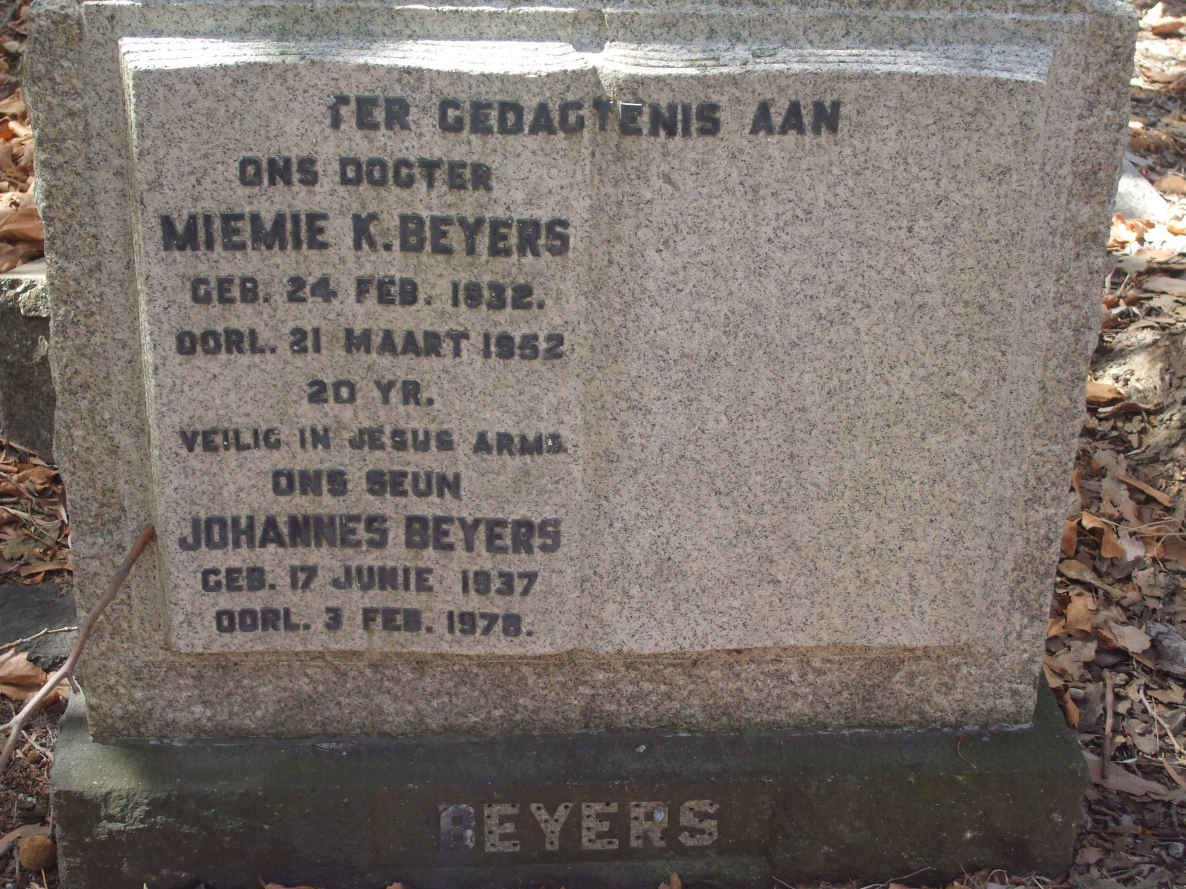 TER GEDAGTENIS AAN
ONS DOGTER
MIEMIE K. BEYERS
GEB. 24 FEB. 1932.
OORL. 21 MAART 1952
20 YR.
VEILIG IN JESUS ARMS.
ONS SEUN
JOHANNES BEYERS
GEB. 17 JUNIE 1937
OORL. 3 FEB. 1978.
BEYERS